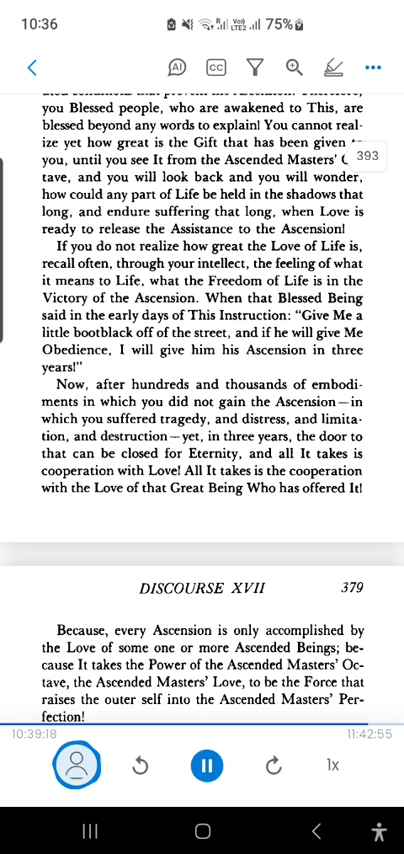 10:36
Vo)) LTE2
75%
AI
CC
you Blessed people, who are awakened to This, are
blessed beyond any words to explain! You cannot real-
ize yet how great is the Gift that has been given
393
you, until you see It from the Ascended Masters'
tave, and you will look back and you will wonder,
how could any part of Life be held in the shadows that
long, and endure suffering that long, when Love is
ready to release the Assistance to the Ascension!
If you do not realize how great the Love of Life is,
recall often, through your intellect, the feeling of what
it means to Life, what the Freedom of Life is in the
Victory of the Ascension. When that Blessed Being
said in the early days of This Instruction: “Give Me a
little bootblack off of the street, and if he will give Me
Obedience, I will give him his Ascension in three
years!”
Now, after hundreds and thousands of embodi-
ments in which you did not gain the Ascension—in
which you suffered tragedy, and distress, and limita-
tion, and destruction—yet, in three years, the door to
that can be closed for Eternity, and all It takes is
cooperation with Love! All It takes is the cooperation
with the Love of that Great Being Who has offered It!
DISCOURSE XVII 379
Because, every Ascension is only accomplished by
the Love of some one or more Ascended Beings; be-
cause It takes the Power of the Ascended Masters' Oc-
tave, the Ascended Masters' Love, to be the Force that
raises the outer self into the Ascended Masters' Per-
fection!
10:39:18
11:42:55
1x